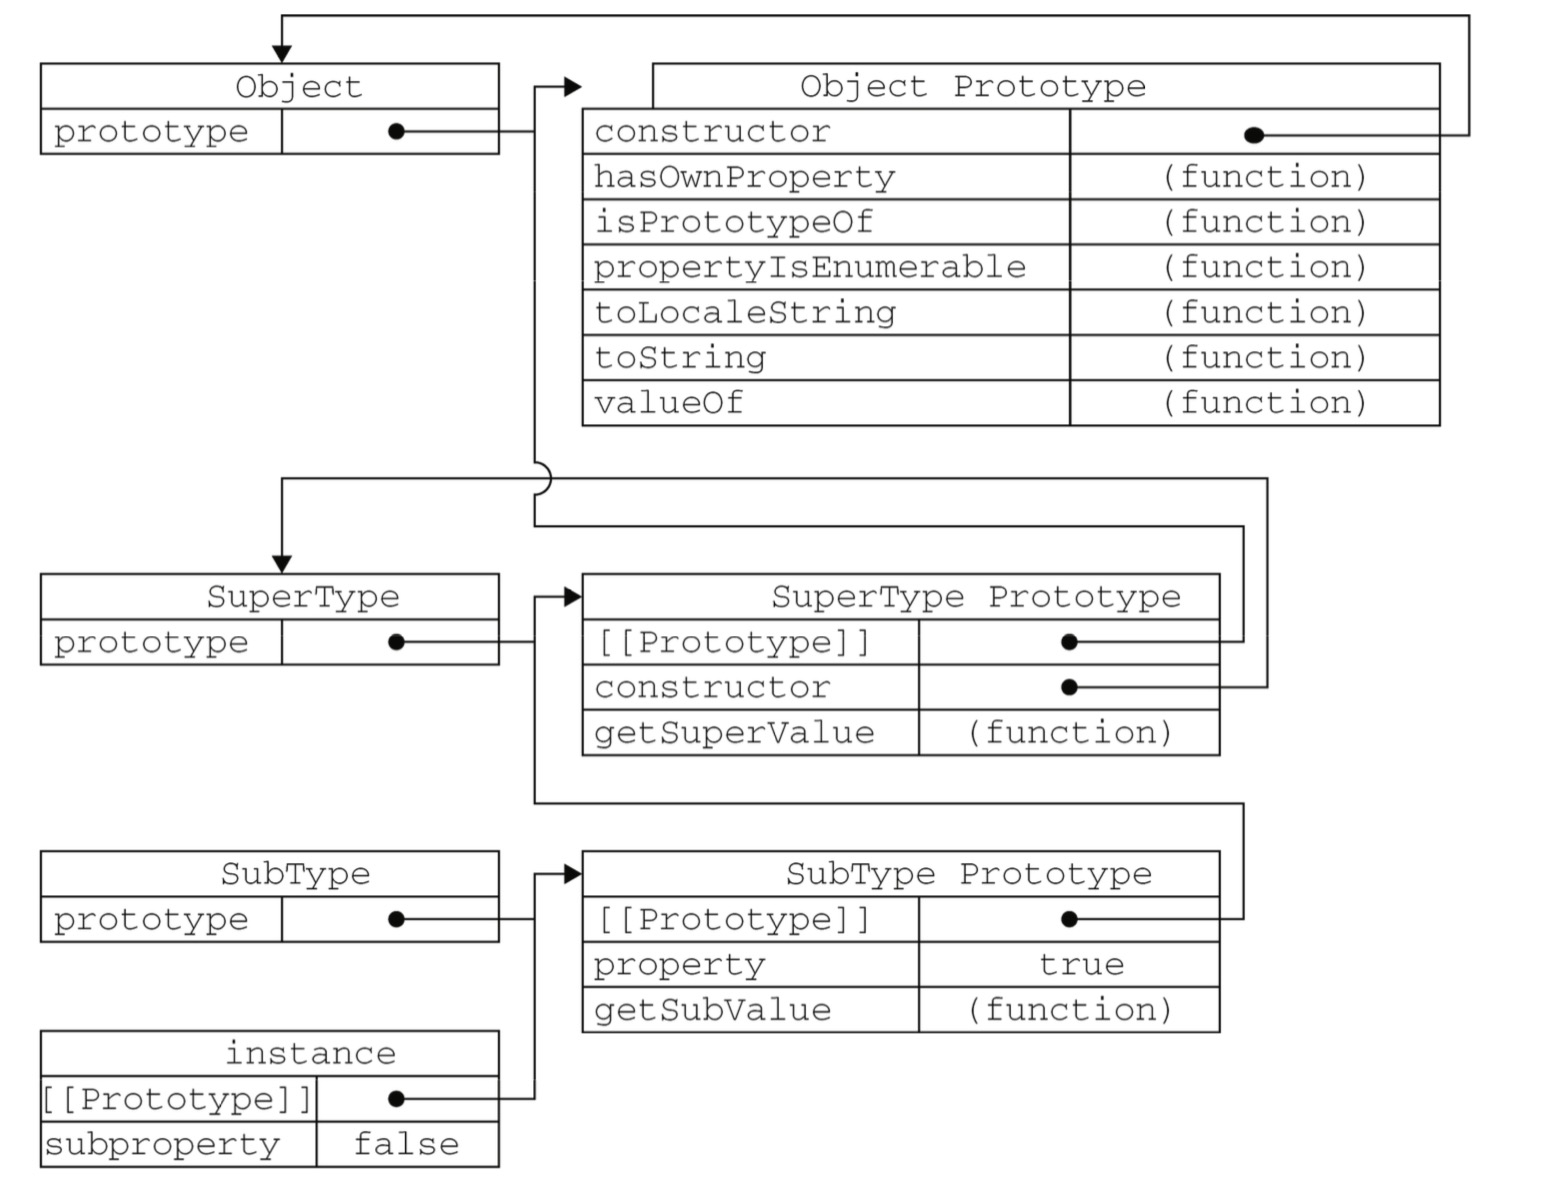 Object
prototype
Object Prototype
constructor
hasOwnProperty (function)
isPrototypeOf (function)
propertyIsEnumerable (function)
toLocaleString (function)
toString (function)
valueOf (function)
SuperType
prototype
SuperType Prototype
[[Prototype]]
constructor
getSuperValue (function)
SubType
prototype
SubType Prototype
[[Prototype]]
property true
getSubValue (function)
instance
[[Prototype]]
subproperty false